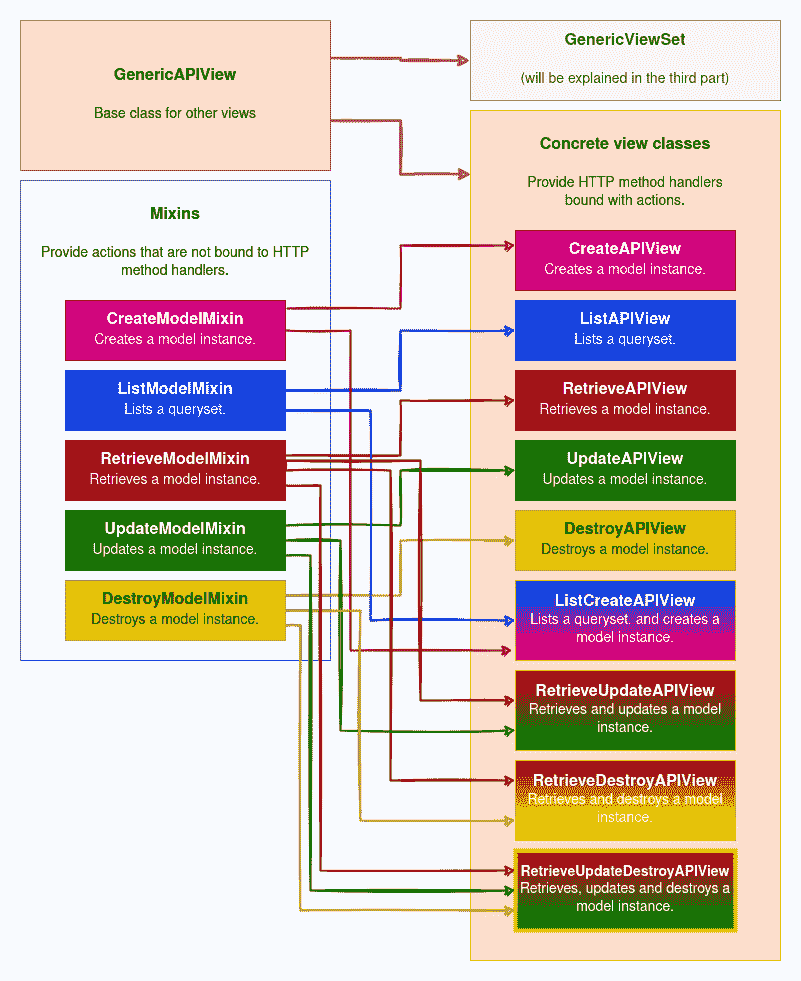 GenericAPIView
Base class for other views
GenericViewSet
(will be explained in the third part)
Mixins
Provide actions that are not bound to HTTP
method handlers.
CreateModelMixin
Creates a model instance.
ListModelMixin
Lists a queryset.
RetrieveModelMixin
Retrieves a model instance.
UpdateModelMixin
Updates a model instance.
DestroyModelMixin
Destroys a model instance.
Concrete view classes
Provide HTTP method handlers
bound with actions.
CreateAPIView
Creates a model instance.
ListAPIView
Lists a queryset.
RetrieveAPIView
Retrieves a model instance.
UpdateAPIView
Updates a model instance.
DestroyAPIView
Destroys a model instance.
ListCreateAPIView
Lists a queryset and creates a
model instance.
RetrieveUpdateAPIView
Retrieves and updates a model
instance.
RetrieveDestroyAPIView
Retrieves and destroys a model
instance.
RetrieveUpdateDestroyAPIView
Retrieves, updates and destroys a
model instance.